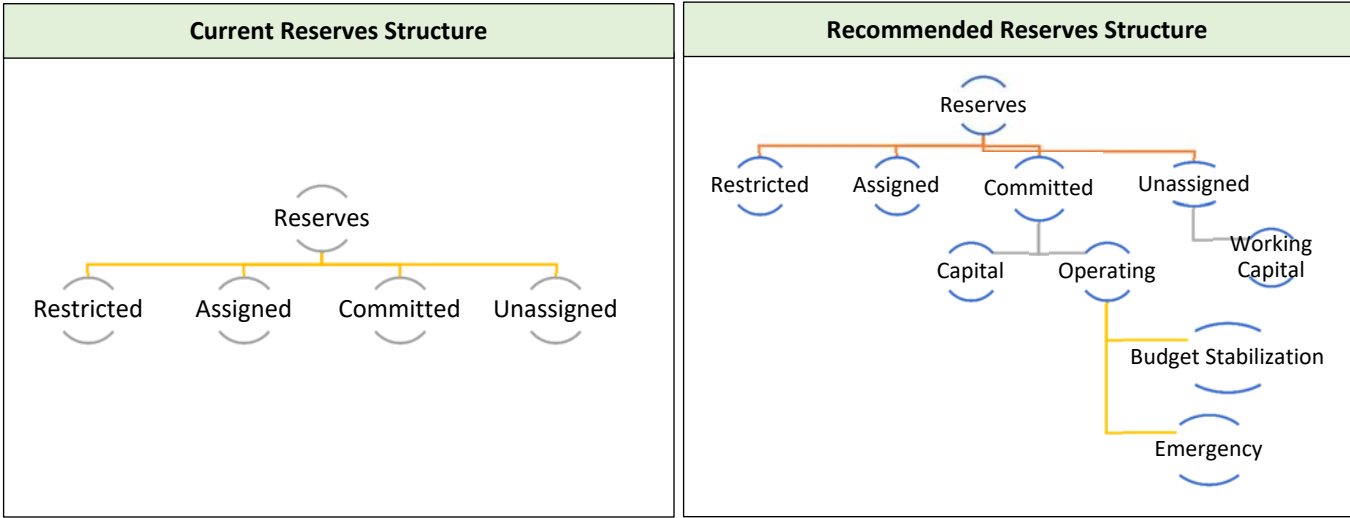 Current Reserves Structure
Reserves
Restricted Assigned Committed Unassigned
Recommended Reserves Structure
Reserves
Restricted Assigned Committed Unassigned
Working
Capital
Capital Operating
Budget Stabilization
Emergency